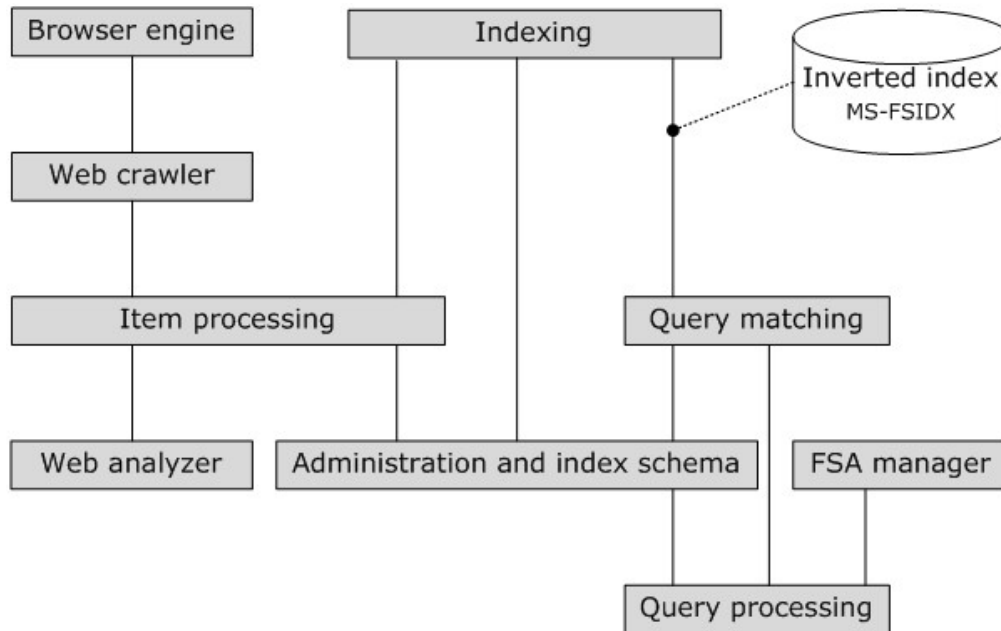 Browser engine
Indexing
Inverted index
MS-FSIDX
Web crawler
Item processing
Query matching
Web analyzer
Administration and index schema
FSA manager
Query processing